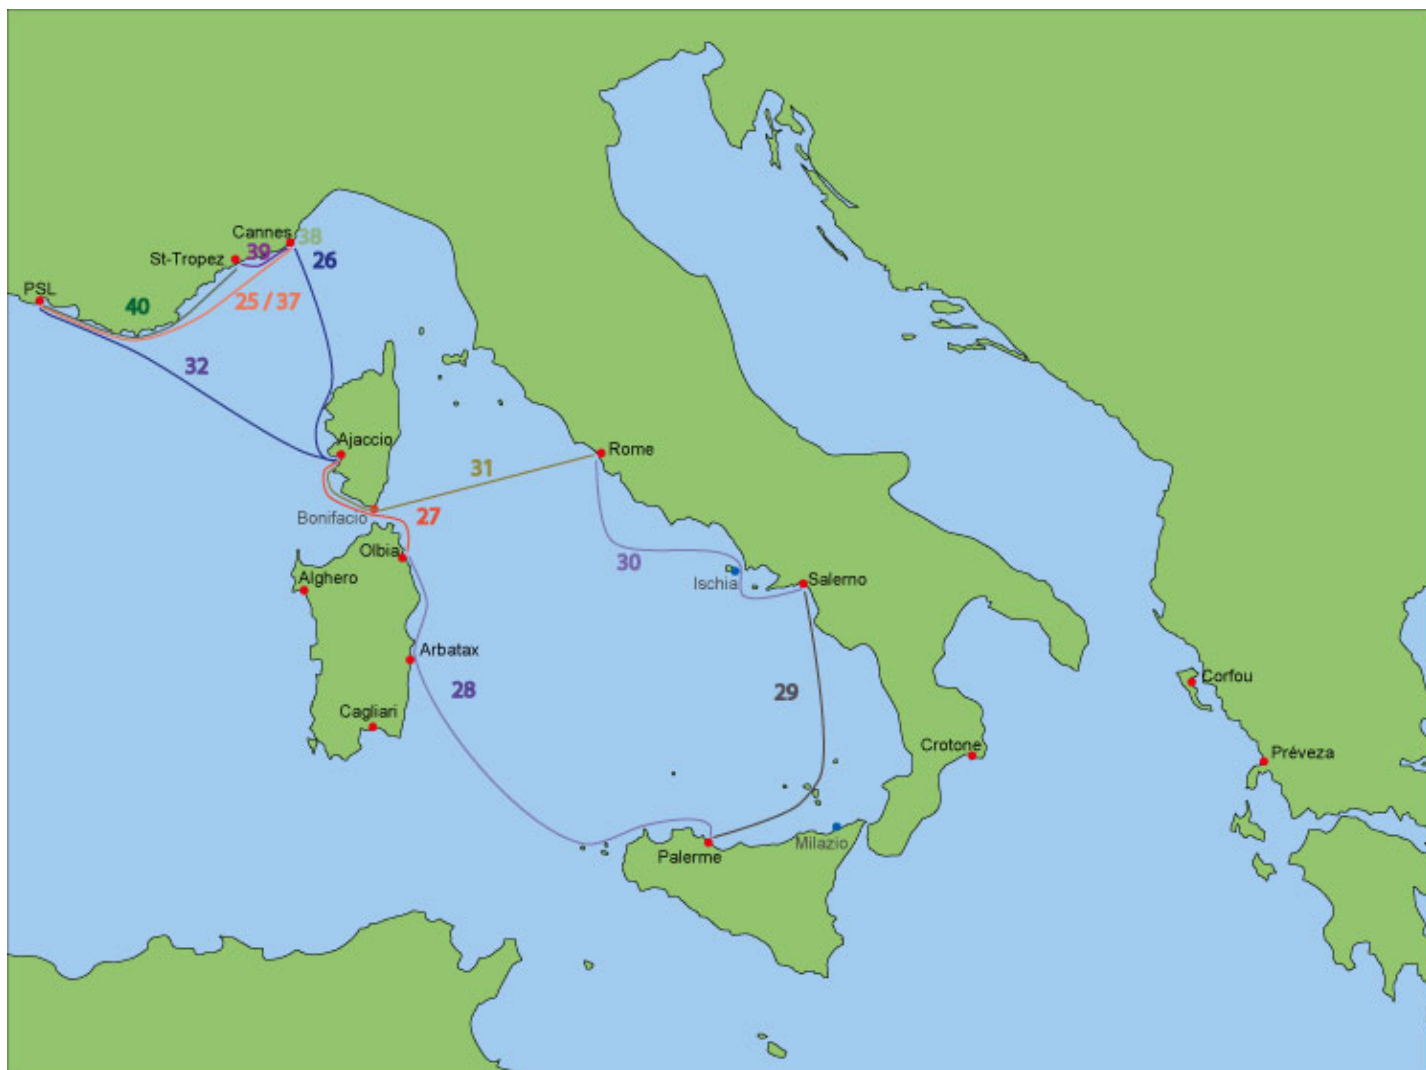 Cannes
38
39
26
St-Tropez
PSL
40
25 / 37
32
Ajaccio
Rome
31
Bonifacio
27
Olbia
30
Alghero
Ischia
Salerno
Arbatax
28
29
Corfou
Cagliari
Crotone
Préveza
Milazio
Palerme